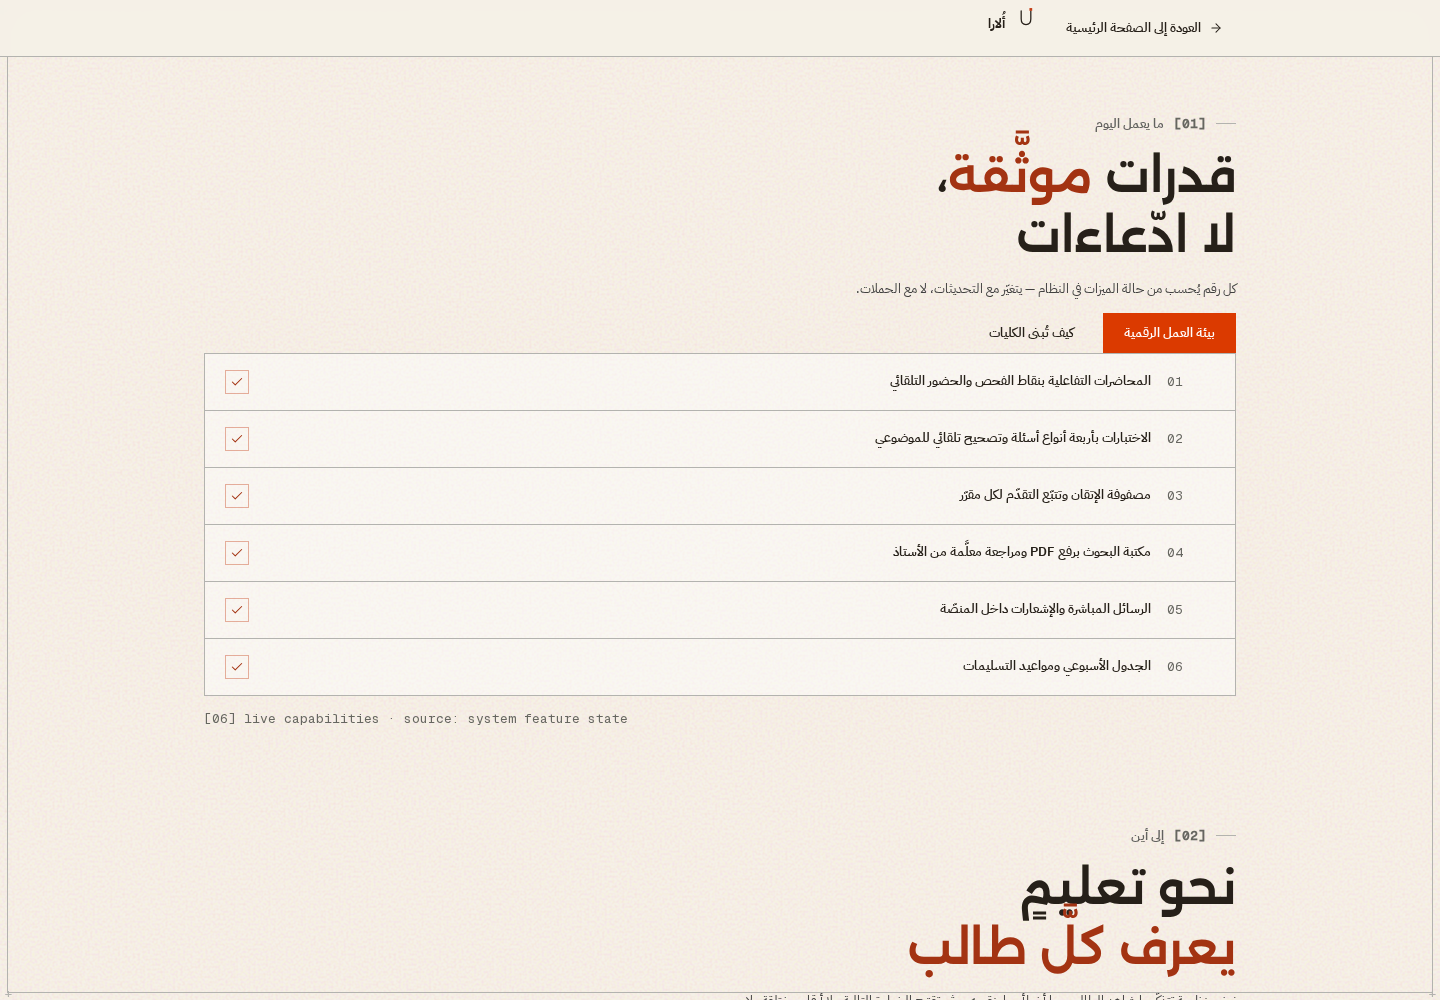 العودة إلى الصفحة الرئيسية
أُلارا
[01] ما يعمل اليوم
قدرات موثَّقة،
لا ادّعاءات
كل رقم يُحسب من حالة الميزات في النظام — يتغيّر مع التحديثات، لا مع الحملات.
بيئة العمل الرقمية
كيف تُبنى الكليات
01 المحاضرات التفاعلية بنقاط الفحص والحضور التلقائي
02 الاختبارات بأربعة أنواع أسئلة وتصحيح تلقائي للموضوعي
03 مصفوفة الإتقان وتتبّع التقدّم لكل مقرّر
04 مكتبة البحوث برفع PDF ومراجعة معلَّمة من الأستاذ
05 الرسائل المباشرة والإشعارات داخل المنصّة
06 الجدول الأسبوعي ومواعيد التسليمات
[06] live capabilities · source: system feature state
[02] إلى أين
نحو تعليمٍ
يعرف كلَّ طالب